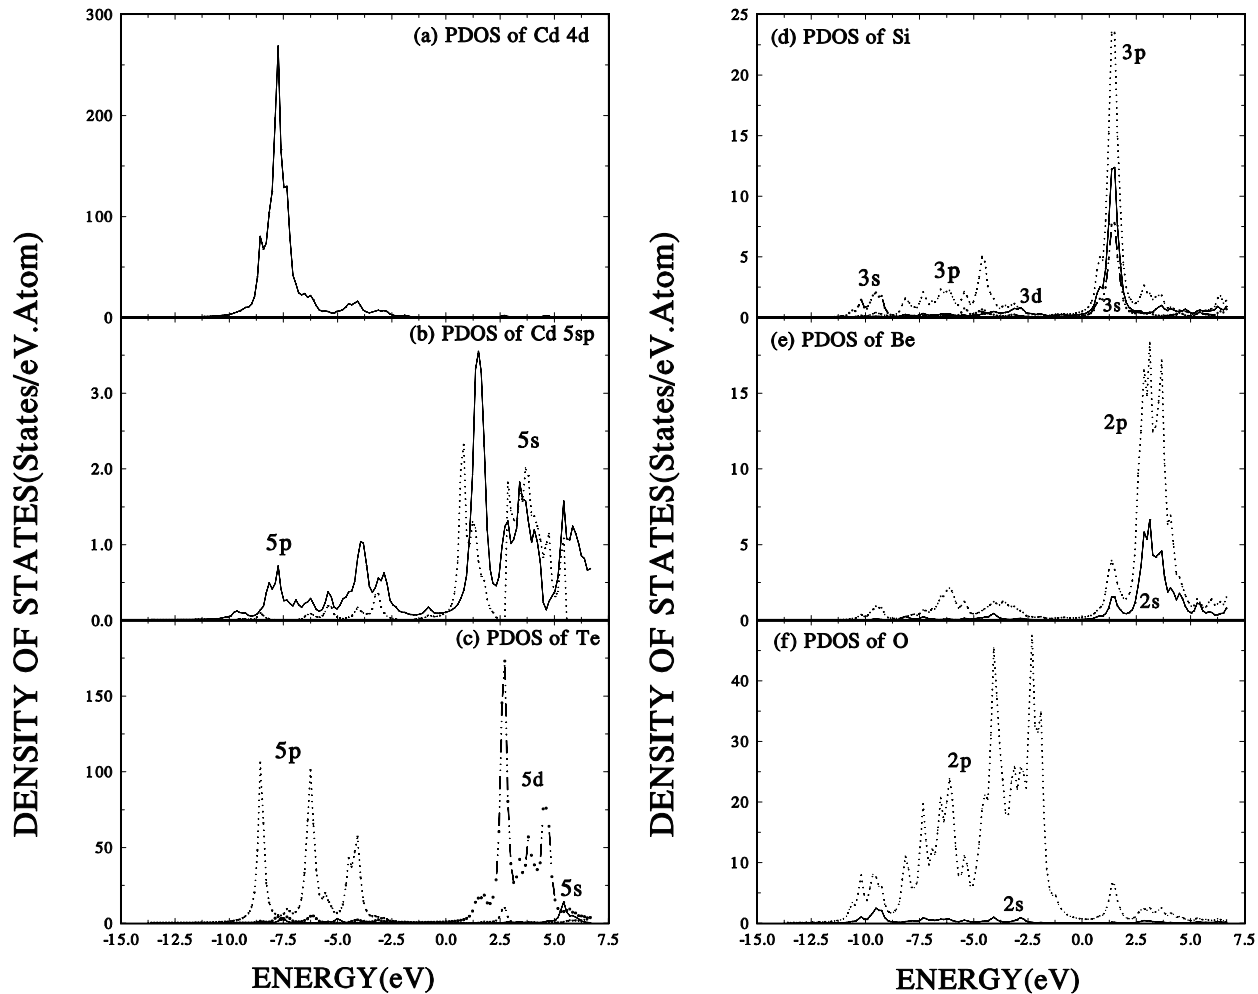 DENSITY OF STATES(States/eV.Atom)
(a) PDOS of Cd 4d
300
200
100
0
(b) PDOS of Cd 5sp
3.0
2.0
1.0
0.0
5p
5s
(c) PDOS of Te
150
100
50
0
5p
5d
5s
-15.0 -12.5 -10.0 -7.5 -5.0 -2.5 0.0 2.5 5.0 7.5
ENERGY(eV)
DENSITY OF STATES(States/eV.Atom)
(d) PDOS of Si
25
20
15
10
5
0
3p
3s
3p
3d
3s
(e) PDOS of Be
15
10
5
0
2p
2s
(f) PDOS of O
40
30
20
10
0
2p
2s
-15.0 -12.5 -10.0 -7.5 -5.0 -2.5 0.0 2.5 5.0 7.5
ENERGY(eV)